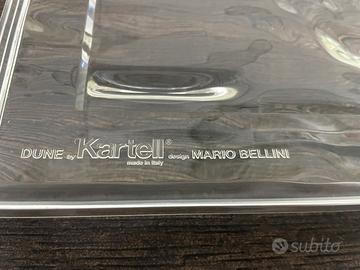 DUNE by Kartell® design MARIO BELLINI
made in italy
subito